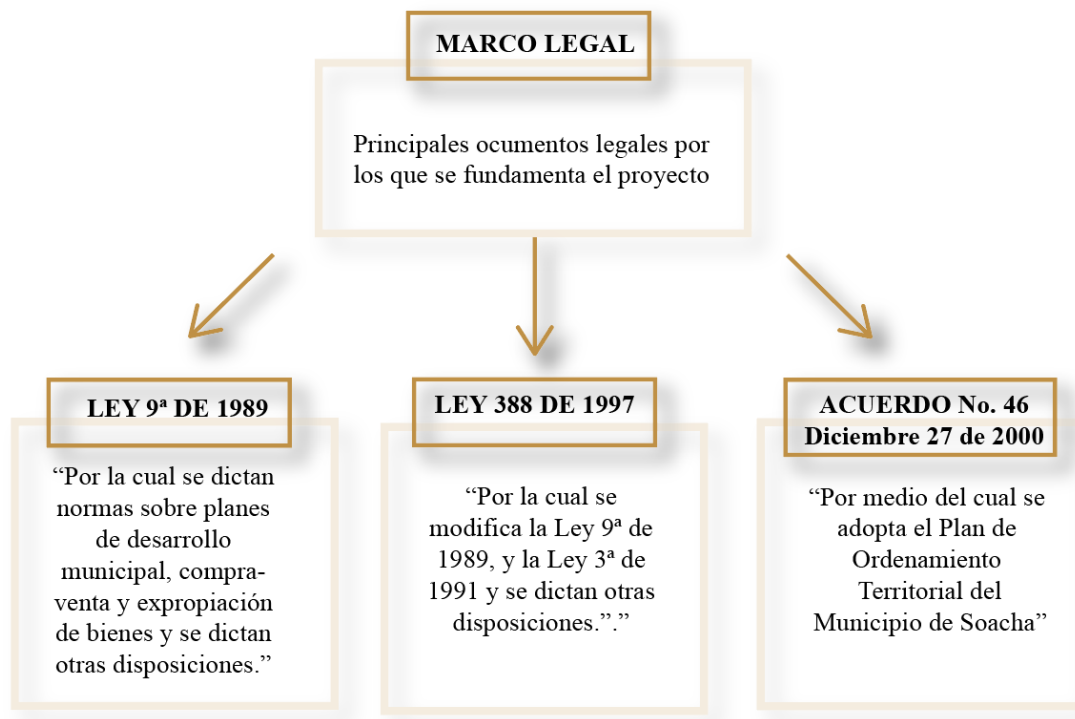 MARCO LEGAL
Principales ocumentos legales por
los que se fundamenta el proyecto
LEY 9ª DE 1989
“Por la cual se dictan
normas sobre planes
de desarrollo
municipal, compra-
venta y expropiación
de bienes y se dictan
otras disposiciones.”
LEY 388 DE 1997
“Por la cual se
modifica la Ley 9ª de
1989, y la Ley 3ª de
1991 y se dictan otras
disposiciones.”.”
ACUERDO No. 46
Diciembre 27 de 2000
“Por medio del cual se
adopta el Plan de
Ordenamiento
Territorial del
Municipio de Soacha”